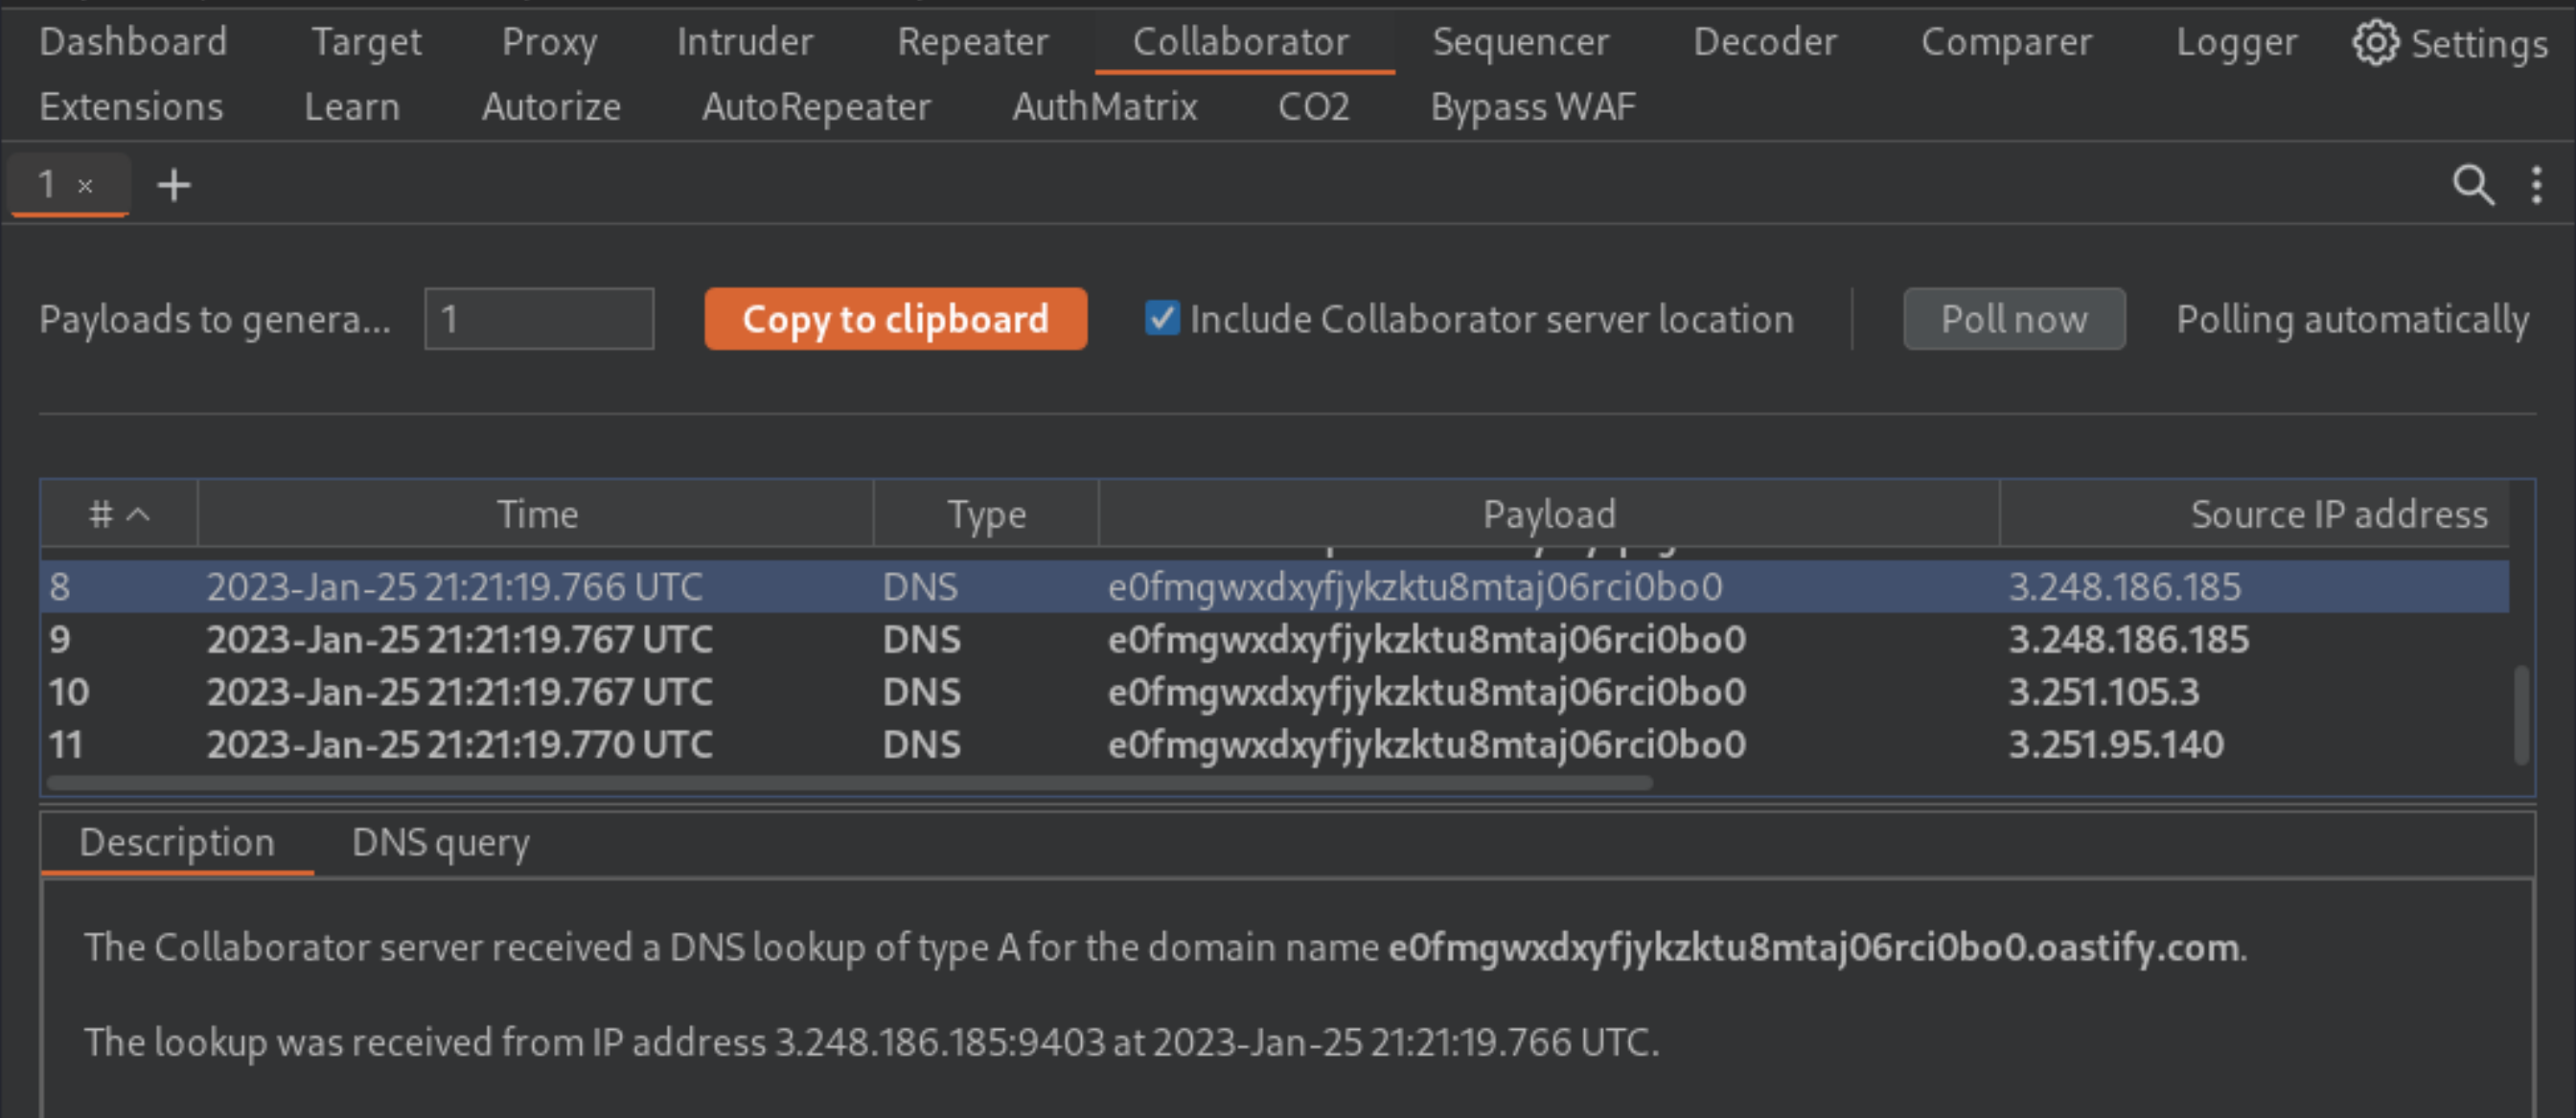 Dashboard Target Proxy Intruder Repeater Collaborator Sequencer Decoder Comparer Logger Settings
Extensions Learn Autorize AutoRepeater AuthMatrix CO2 Bypass WAF
1 × +
Payloads to genera... 1 Copy to clipboard Include Collaborator server location Poll now Polling automatically
# Time Type Payload Source IP address
8 2023-Jan-25 21:21:19.766 UTC DNS e0fmgwxdxyfjykzktu8mtaj06rci0bo0 3.248.186.185
9 2023-Jan-25 21:21:19.767 UTC DNS e0fmgwxdxyfjykzktu8mtaj06rci0bo0 3.248.186.185
10 2023-Jan-25 21:21:19.767 UTC DNS e0fmgwxdxyfjykzktu8mtaj06rci0bo0 3.251.105.3
11 2023-Jan-25 21:21:19.770 UTC DNS e0fmgwxdxyfjykzktu8mtaj06rci0bo0 3.251.95.140
Description DNS query
The Collaborator server received a DNS lookup of type A for the domain name e0fmgwxdxyfjykzktu8mtaj06rci0bo0.oastify.com.
The lookup was received from IP address 3.248.186.185:9403 at 2023-Jan-25 21:21:19.766 UTC.